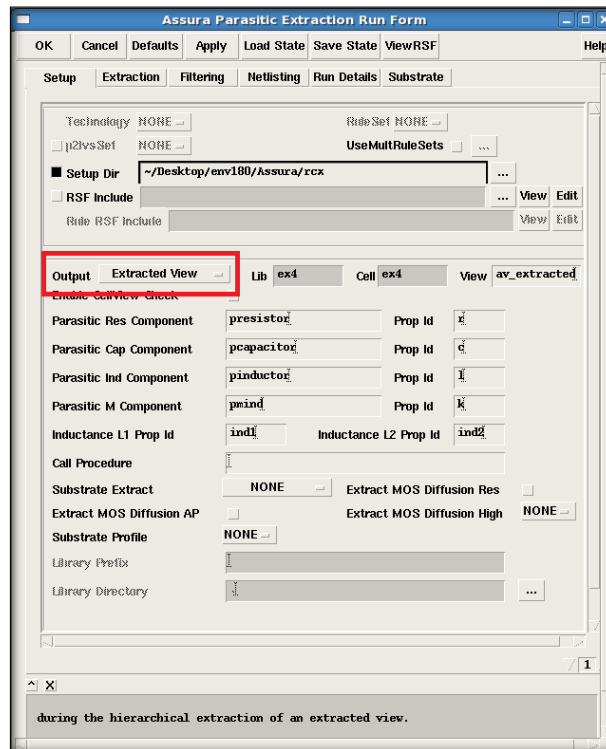 Assura Parasitic Extraction Run Form
OK Cancel Defaults Apply Load State Save State ViewRSF Help
Setup Extraction Filtering Netlisting Run Details Substrate
Technology NONE RuleSet NONE
p2lvsSet NONE UseMultRuleSets ...
Setup Dir ~/Desktop/env180/Assura/rcx ...
RSF Include ... View Edit
Rule RSF Include View Edit
Output Extracted View Lib ex4 Cell ex4 View av_extracted
Enable CellView Check
Parasitic Res Component presistor Prop Id r
Parasitic Cap Component pcapacitor Prop Id c
Parasitic Ind Component pinductor Prop Id l
Parasitic M Component pmind Prop Id k
Inductance L1 Prop Id ind1 Inductance L2 Prop Id ind2
Call Procedure
Substrate Extract NONE Extract MOS Diffusion Res
Extract MOS Diffusion AP Extract MOS Diffusion High NONE
Substrate Profile NONE
Library Prefix
Library Directory . ...
1
during the hierarchical extraction of an extracted view.